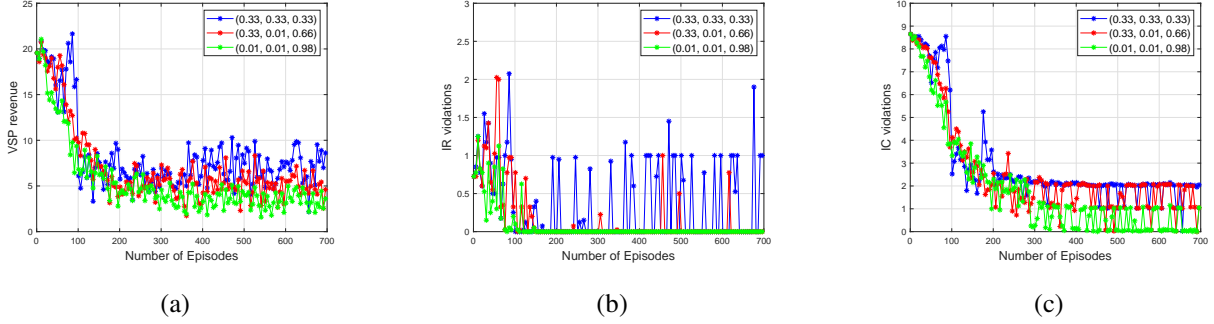 (0.33, 0.33, 0.33)
(0.33, 0.01, 0.66)
(0.01, 0.01, 0.98)
25
20
15
10
5
0
VSP revenue
0 100 200 300 400 500 600 700
Number of Episodes
(a)
(0.33, 0.33, 0.33)
(0.33, 0.01, 0.66)
(0.01, 0.01, 0.98)
3
2.5
2
1.5
1
0.5
0
IR violations
0 100 200 300 400 500 600 700
Number of Episodes
(b)
(0.33, 0.33, 0.33)
(0.33, 0.01, 0.66)
(0.01, 0.01, 0.98)
10
9
8
7
6
5
4
3
2
1
0
IC violations
0 100 200 300 400 500 600 700
Number of Episodes
(c)